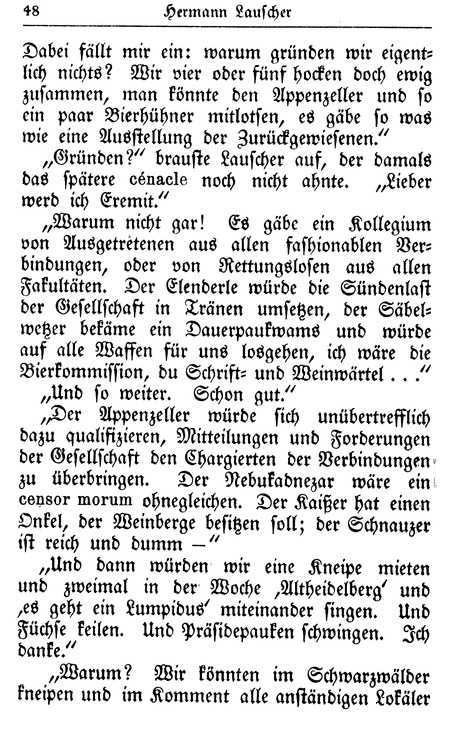 48 Hermann Lauscher
Dabei fällt mir ein: warum gründen wir eigent-
lich nichts? Wir vier oder fünf hocken doch ewig
zusammen, man könnte den Appenzeller und so
ein paar Bierhühner mitlotsen, es gäbe so was
wie eine Ausstellung der Zurückgewiesenen.“
„Gründen?“ brauste Lauscher auf, der damals
das spätere cénacle noch nicht ahnte. „Lieber
werd ich Eremit.“
„Warum nicht gar! Es gäbe ein Kollegium
von Ausgetretenen aus allen fashionablen Ver-
bindungen, oder von Rettungslosen aus allen
Fakultäten. Der Elenderle würde die Sündenlast
der Gesellschaft in Tränen umsetzen, der Säbel-
wetzer bekäme ein Dauerpaukwams und würde
auf alle Waffen für uns losgehen, ich wäre die
Bierkommission, du Schrift- und Weinwärtel . . .“
„Und so weiter. Schon gut.“
„Der Appenzeller würde sich unübertrefflich
dazu qualifizieren, Mitteilungen und Forderungen
der Gesellschaft den Chargierten der Verbindungen
zu überbringen. Der Nebukadnezar wäre ein
censor morum ohnegleichen. Der Kaißer hat einen
Onkel, der Weinberge besitzen soll; der Schnauzer
ist reich und dumm —“
„Und dann würden wir eine Kneipe mieten
und zweimal in der Woche ‚Altheidelberg‘ und
‚es geht ein Lumpidus‘ miteinander singen. Und
Füchse keilen. Und Präsidepauken schwingen. Ich
danke.“
„Warum? Wir könnten im Schwarzwälder
kneipen und im Komment alle anständigen Lokäler